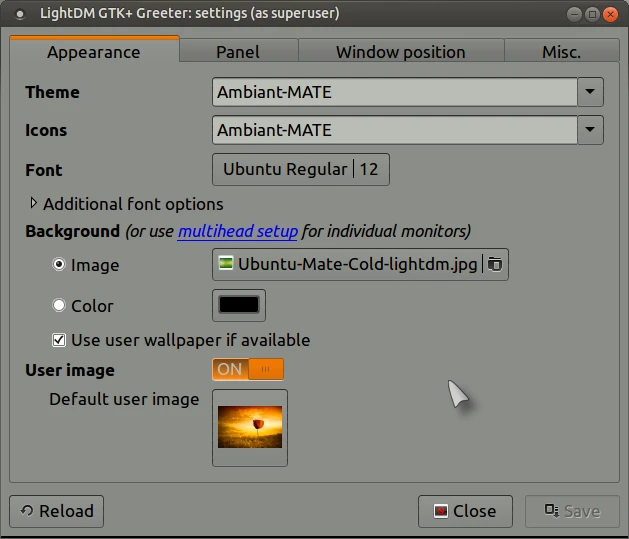 LightDM GTK+ Greeter: settings (as superuser)
Appearance Panel Window position Misc.
Theme Ambiant-MATE
Icons Ambiant-MATE
Font Ubuntu Regular 12
Additional font options
Background (or use multihead setup for individual monitors)
Image Ubuntu-Mate-Cold-lightdm.jpg
Color
Use user wallpaper if available
User image ON
Default user image
Reload Close Save